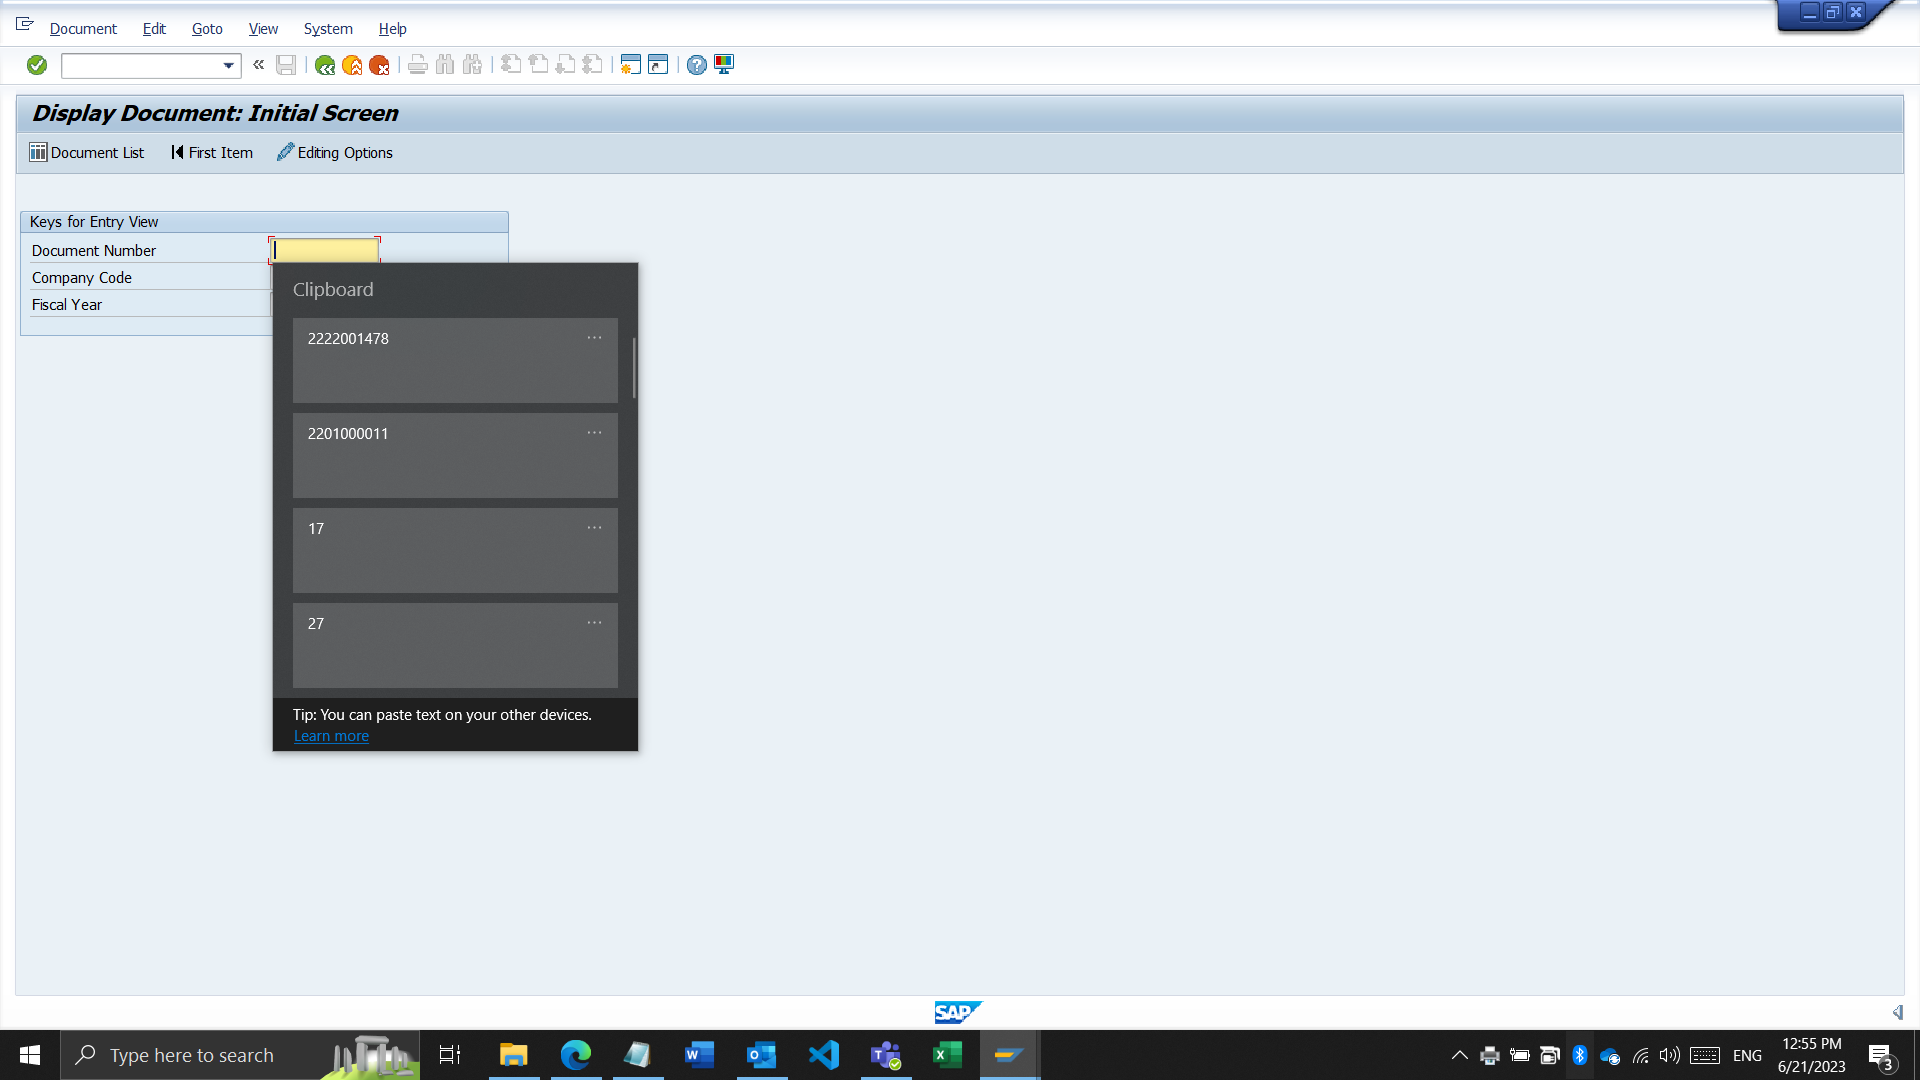 Document Edit Goto View System Help
Display Document: Initial Screen
Document List First Item Editing Options
Keys for Entry View
Document Number
Company Code
Fiscal Year
Clipboard
2222001478
2201000011
17
27
Tip: You can paste text on your other devices.
Learn more
SAP
Type here to search
ENG
12:55 PM
6/21/2023
3